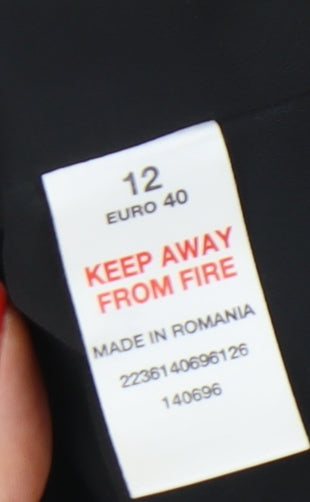 12
EURO 40
KEEP AWAY
FROM FIRE
MADE IN ROMANIA
2236140696126
140696